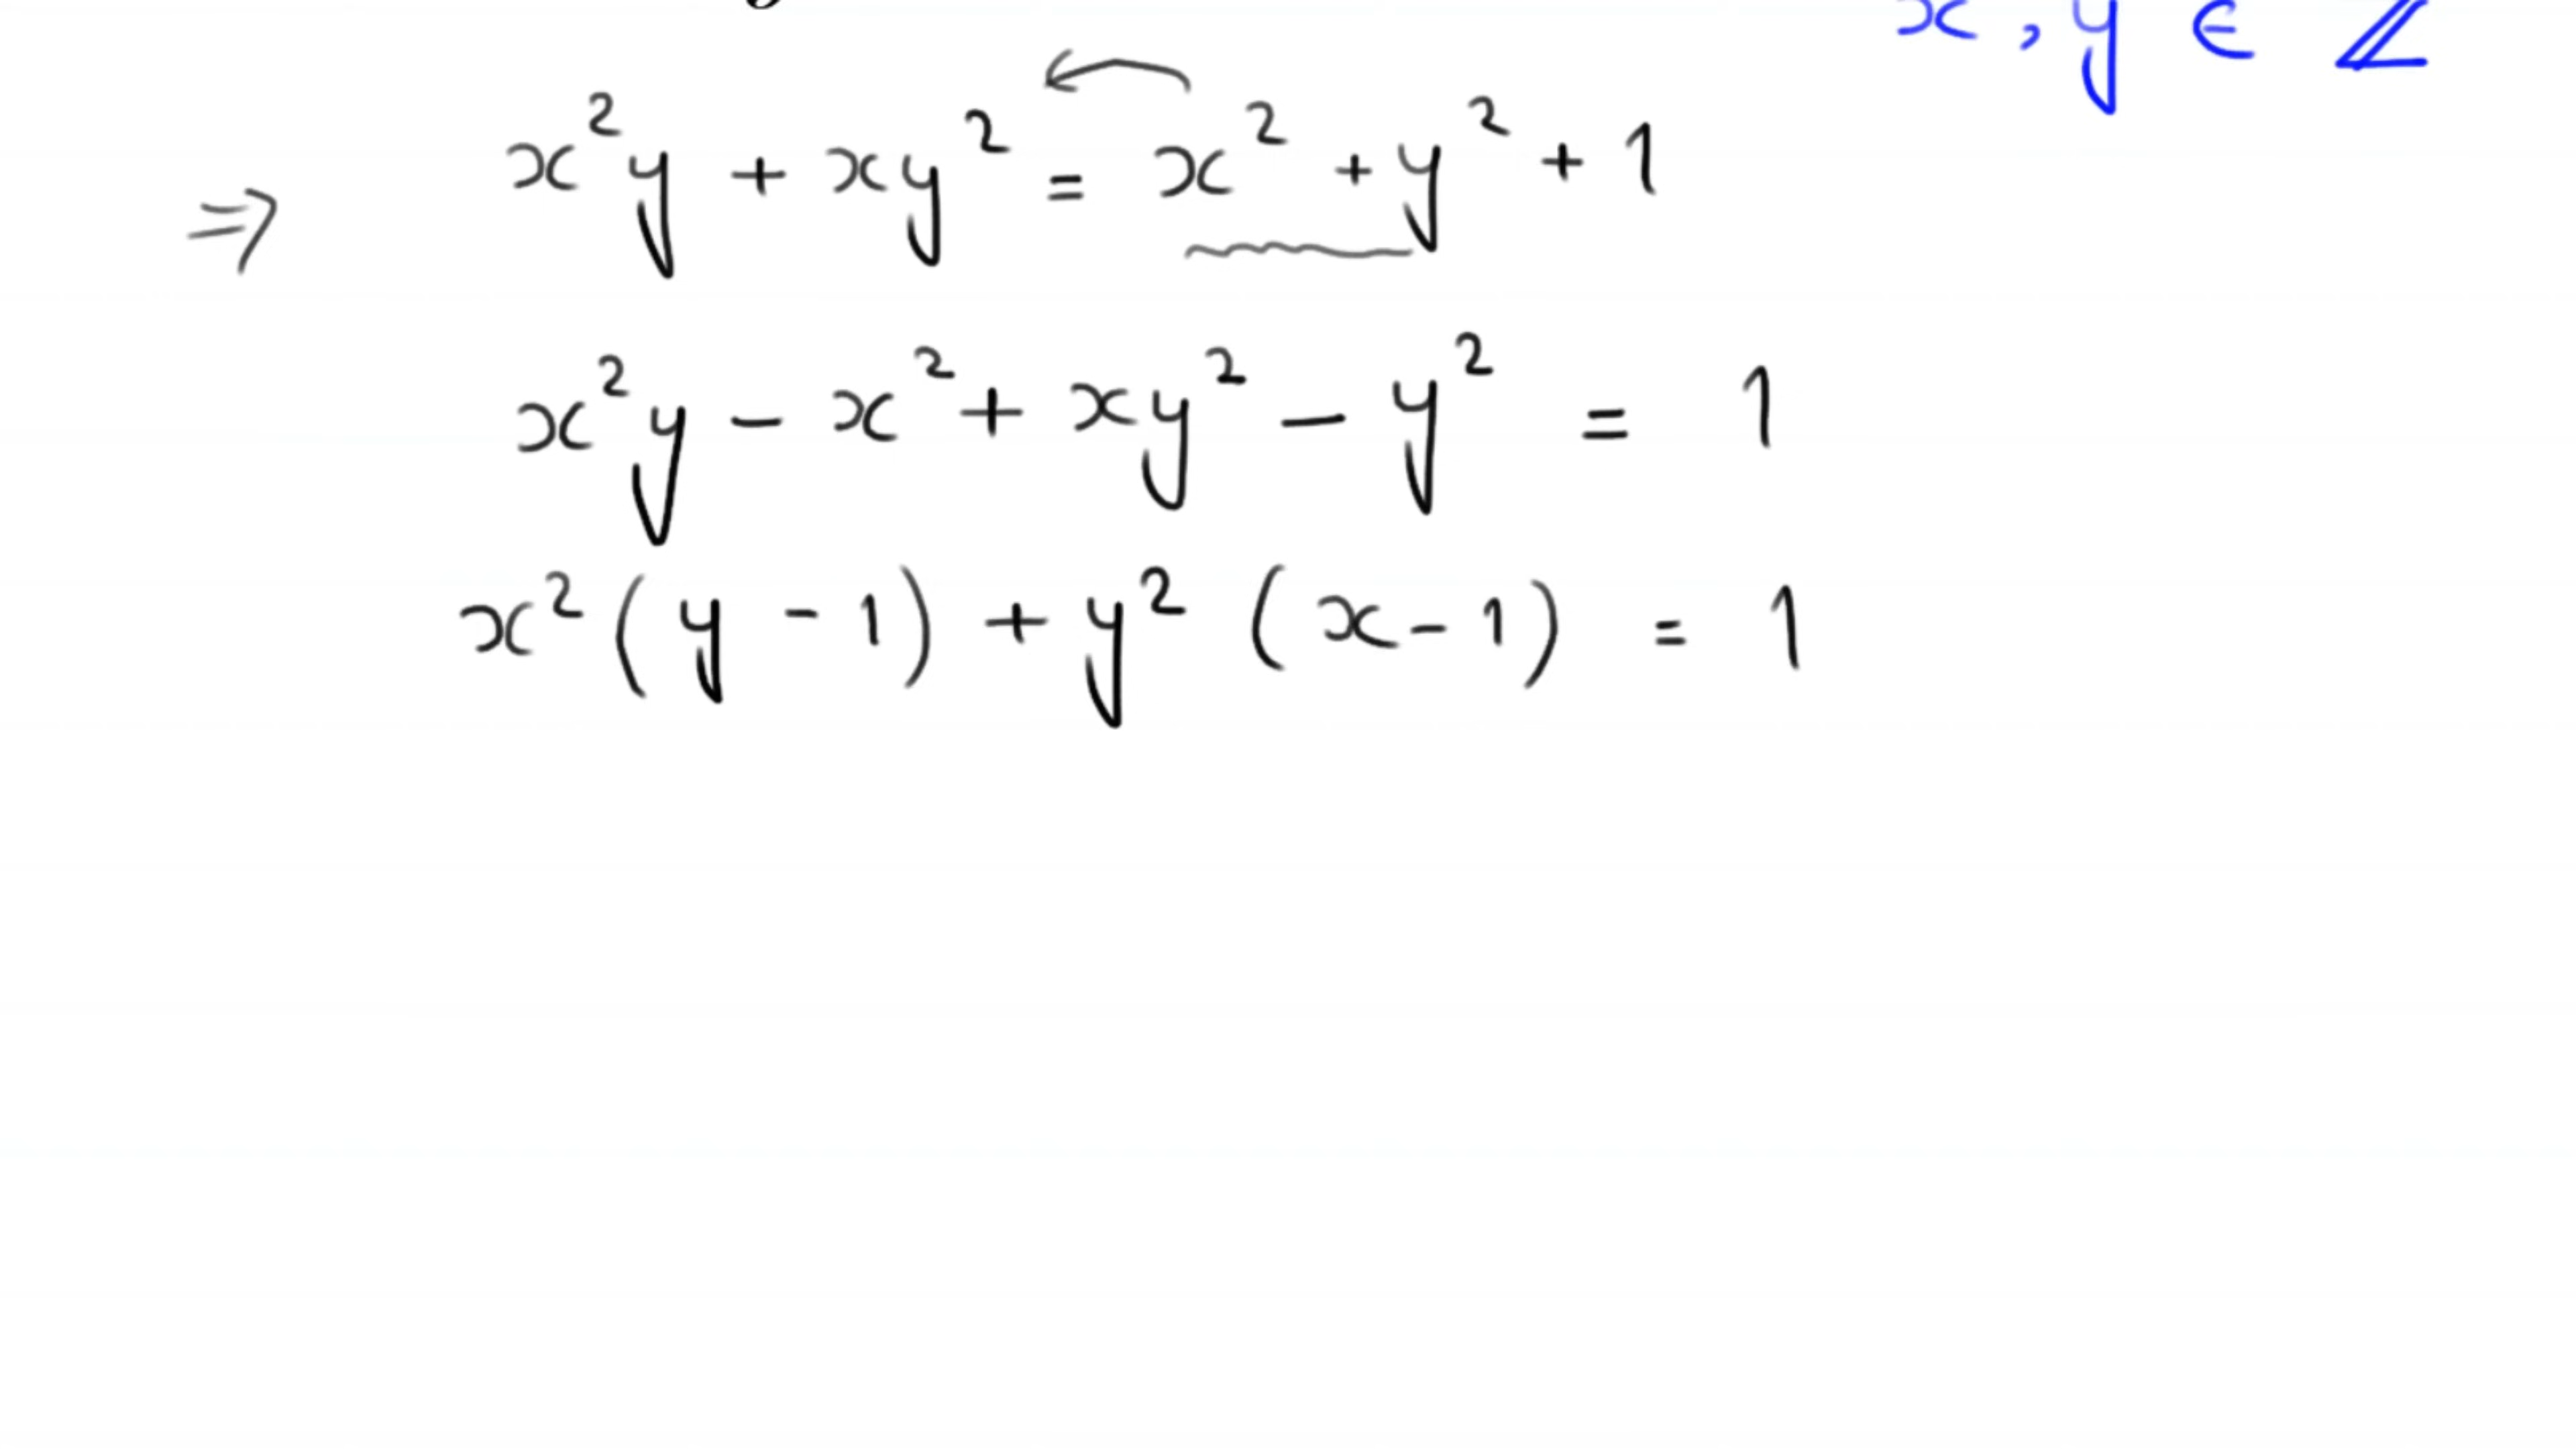 x, y ∈ ℤ
⇒ x²y + xy² = x² + y² + 1
x²y − x² + xy² − y² = 1
x²(y − 1) + y²(x − 1) = 1